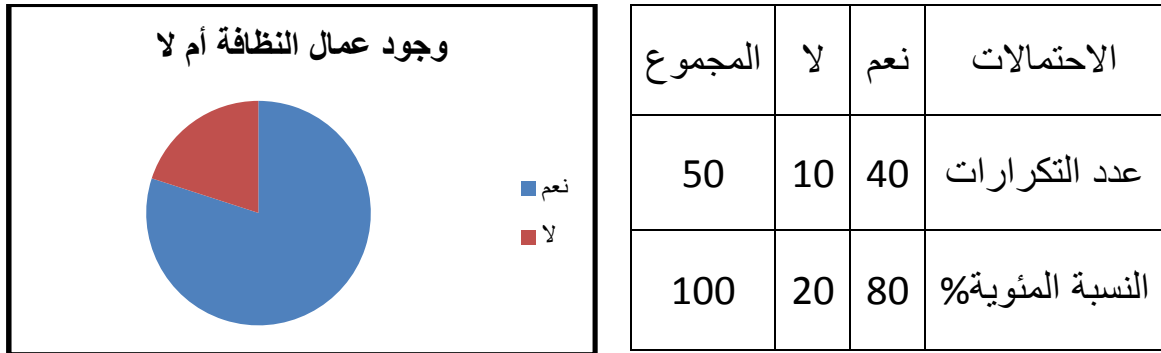 وجود عمال النظافة أم لا
نعم
لا
الاحتمالات نعم لا المجموع
عدد التكرارات 40 10 50
النسبة المئوية% 80 20 100